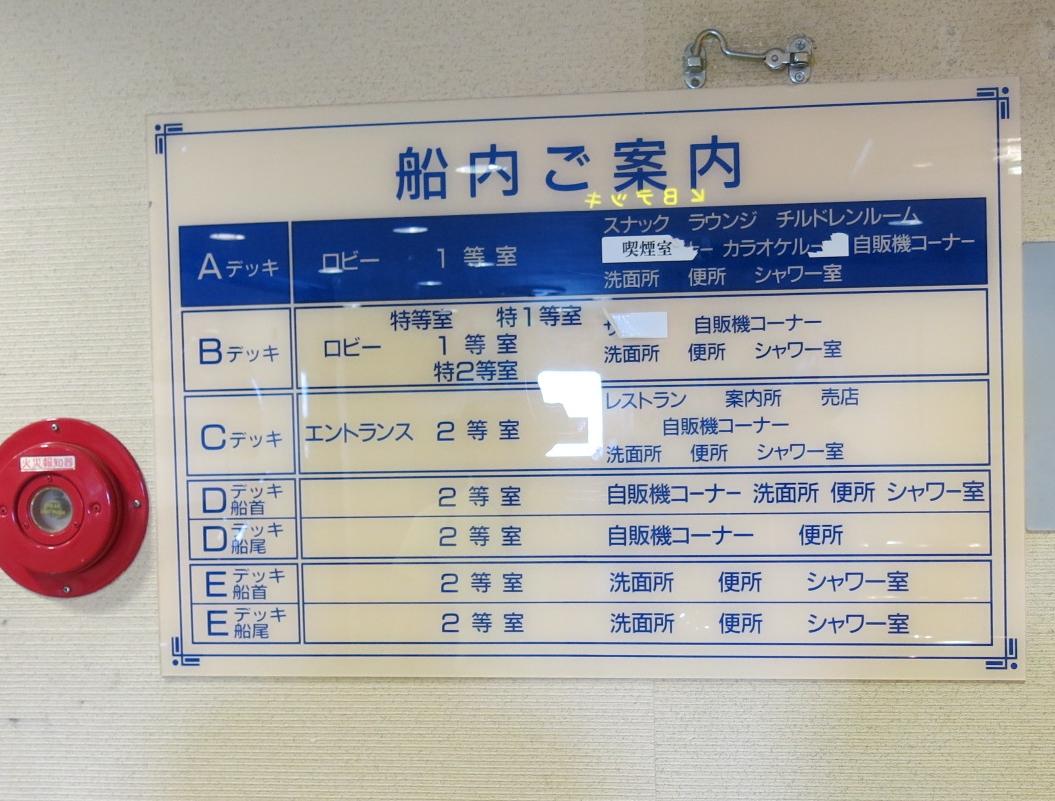 船内ご案内
Aデッキ ロビー 1等室
スナック ラウンジ チルドレンルーム
喫煙室 ナー カラオケルー 自販機コーナー
洗面所 便所 シャワー室
Bデッキ ロビー
特等室 特1等室
1等室
特2等室
自販機コーナー
洗面所 便所 シャワー室
Cデッキ エントランス 2等室
レストラン 案内所 売店
自販機コーナー
洗面所 便所 シャワー室
Dデッキ船首 2等室 自販機コーナー 洗面所 便所 シャワー室
Dデッキ船尾 2等室 自販機コーナー 便所
Eデッキ船首 2等室 洗面所 便所 シャワー室
Eデッキ船尾 2等室 洗面所 便所 シャワー室
火災報知器